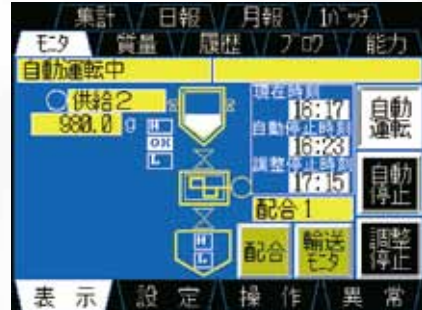 集計 日報 月報 1ﾊﾞｯﾁ
ﾓﾆﾀ 質量 履歴 ﾌﾞﾛｸ 能力
自動運転中
供給2
980.0 g
H
OK
L
現在時刻
16:17
自動停止時刻
16:23
調整停止時刻
17:15
配合1
H
L
配合
輸送
ﾓﾆﾀ
自動
運転
自動
停止
調整
停止
表示 設定 操作 異常